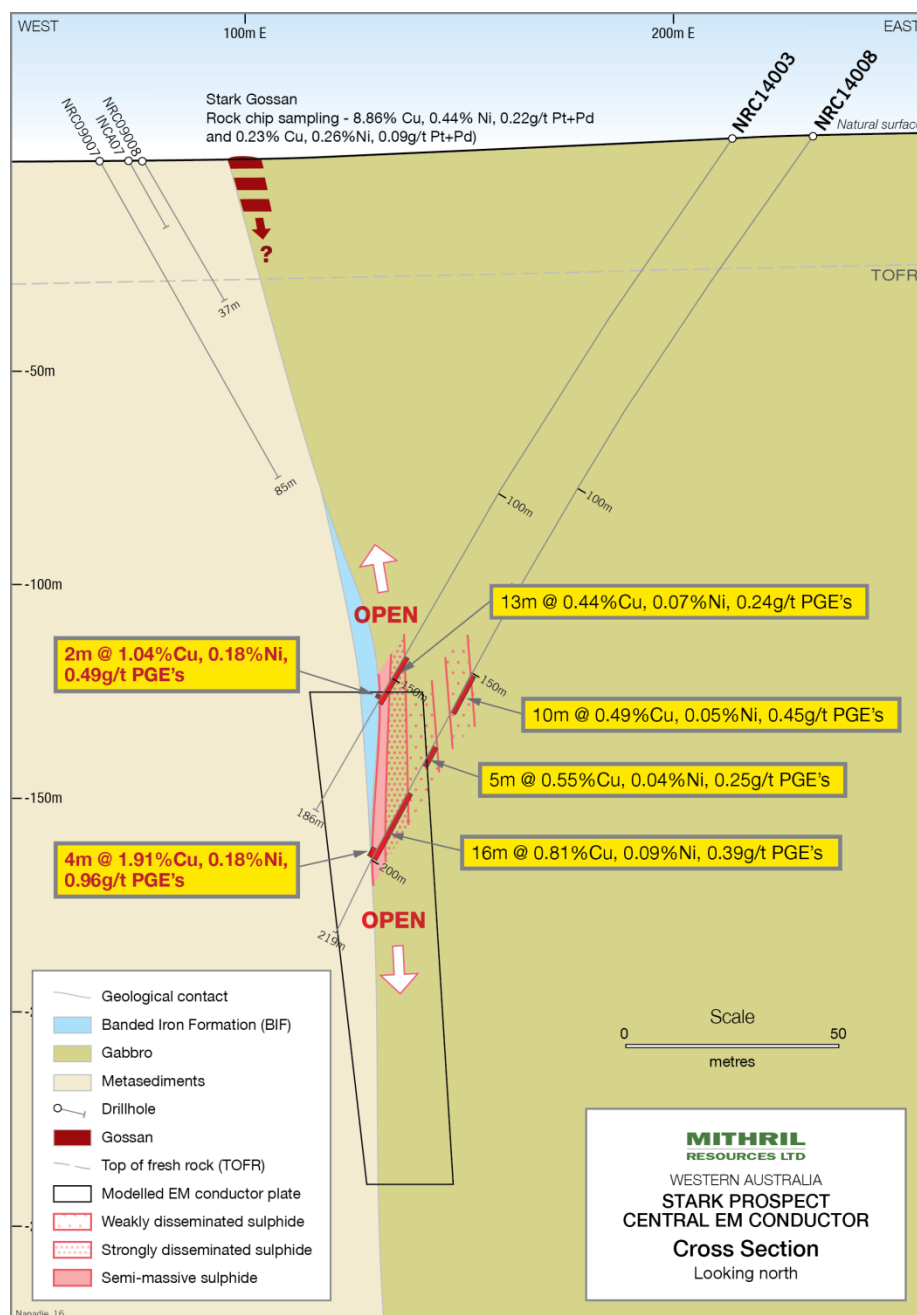 WEST
100m E
200m E
EAST
NRC09007
INCA07
NRC09008
Stark Gossan
Rock chip sampling - 8.86% Cu, 0.44% Ni, 0.22g/t Pt+Pd
and 0.23% Cu, 0.26%Ni, 0.09g/t Pt+Pd)
NRC14003
NRC14008
Natural surface
?
TOFR
37m
-50m
85m
100m
100m
-100m
OPEN
13m @ 0.44%Cu, 0.07%Ni, 0.24g/t PGE's
2m @ 1.04%Cu, 0.18%Ni,
0.49g/t PGE's
150m
150m
10m @ 0.49%Cu, 0.05%Ni, 0.45g/t PGE's
5m @ 0.55%Cu, 0.04%Ni, 0.25g/t PGE's
-150m
186m
4m @ 1.91%Cu, 0.18%Ni,
0.96g/t PGE's
16m @ 0.81%Cu, 0.09%Ni, 0.39g/t PGE's
200m
OPEN
219m
Geological contact
Banded Iron Formation (BIF)
Gabbro
Metasediments
Drillhole
Gossan
Top of fresh rock (TOFR)
Modelled EM conductor plate
Weakly disseminated sulphide
Strongly disseminated sulphide
Semi-massive sulphide
Scale
0
50
metres
MITHRIL
RESOURCES LTD
WESTERN AUSTRALIA
STARK PROSPECT
CENTRAL EM CONDUCTOR
Cross Section
Looking north